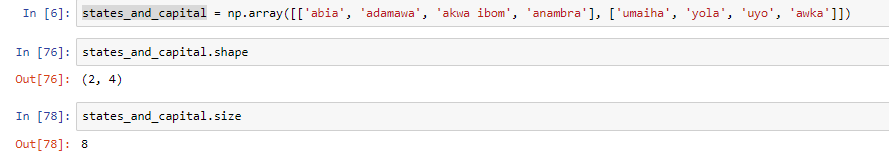 In [6]: states_and_capital = np.array([['abia', 'adamawa', 'akwa ibom', 'anambra'], ['umaiha', 'yola', 'uyo', 'awka']])
In [76]: states_and_capital.shape
Out[76]: (2, 4)
In [78]: states_and_capital.size
Out[78]: 8